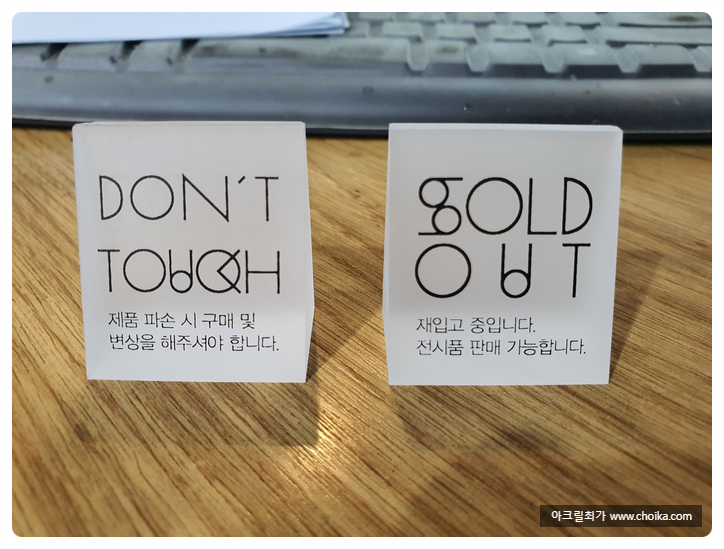 DON'T
TOUCH
제품 파손 시 구매 및
변상을 해주셔야 합니다.
SOLD
OUT
재입고 중입니다.
전시품 판매 가능합니다.
아크릴최가 www.choika.com